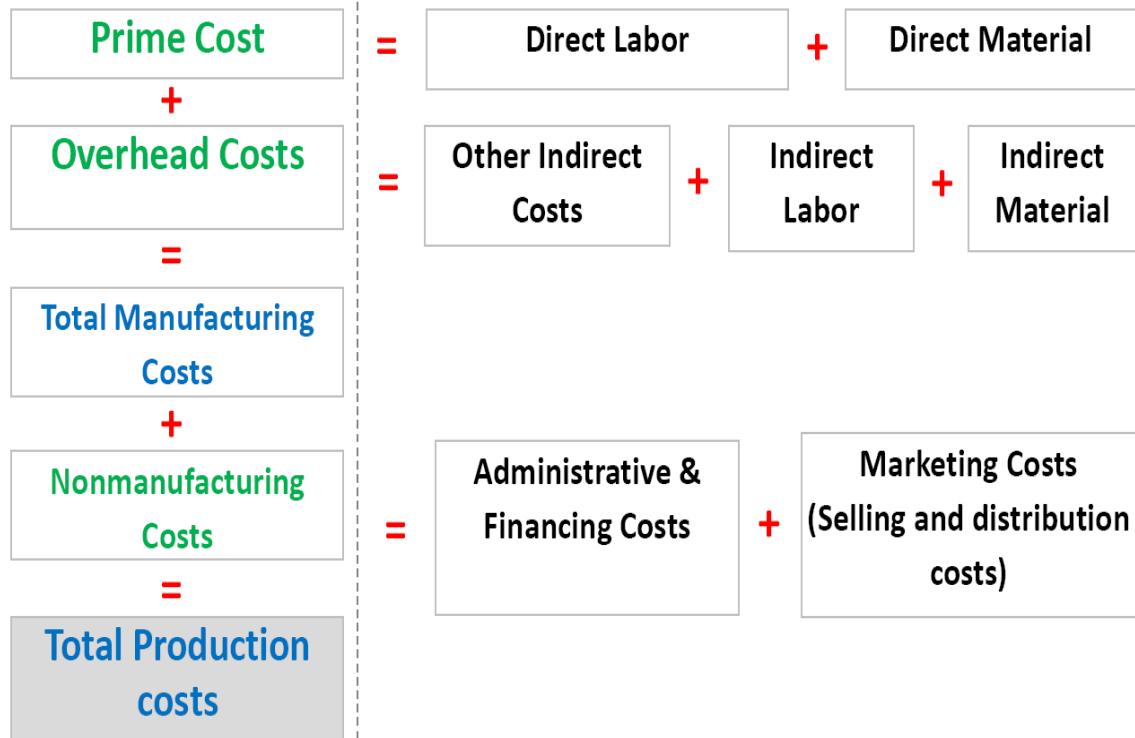 Prime Cost = Direct Labor + Direct Material
+
Overhead Costs = Other Indirect Costs + Indirect Labor + Indirect Material
=
Total Manufacturing
Costs
+
Nonmanufacturing
Costs
=
Administrative &
Financing Costs
+
Marketing Costs
(Selling and distribution
costs)
=
Total Production
costs